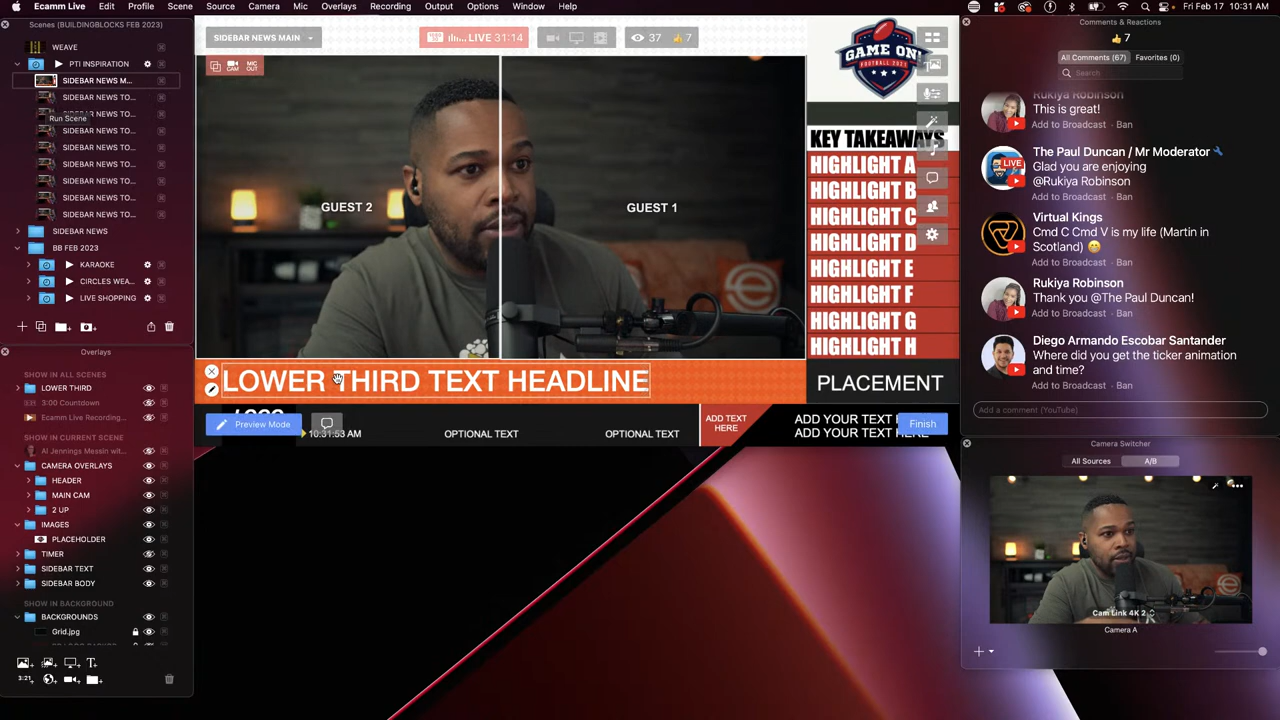 Ecamm Live File Edit Profile Scene Source Camera Mic Overlays Recording Output Options Window Help
Fri Feb 17 10:31 AM
Scenes (BUILDINGBLOCKS FEB 2023)
WEAVE
PTI INSPIRATION
SIDEBAR NEWS M...
SIDEBAR NEWS TO...
SIDEBAR NEWS TO...
Run Scene
SIDEBAR NEWS TO...
SIDEBAR NEWS TO...
SIDEBAR NEWS TO...
SIDEBAR NEWS TO...
SIDEBAR NEWS TO...
SIDEBAR NEWS TO...
SIDEBAR NEWS
BB FEB 2023
KARAOKE
CIRCLES WEA...
LIVE SHOPPING
Overlays
SHOW IN ALL SCENES
LOWER THIRD
3:00 Countdown
Ecamm Live Recording...
SHOW IN CURRENT SCENE
Al Jennings Messin wit...
CAMERA OVERLAYS
HEADER
MAIN CAM
2 UP
IMAGES
PLACEHOLDER
TIMER
SIDEBAR TEXT
SIDEBAR BODY
SHOW IN BACKGROUND
BACKGROUNDS
Grid.jpg
3:21+
SIDEBAR NEWS MAIN
LIVE 31:14
37 7
CAM
MIC OUT
GUEST 2
GUEST 1
GAME ON!
FOOTBALL 2021
KEY TAKEAWAYS
HIGHLIGHT A
HIGHLIGHT B
HIGHLIGHT C
HIGHLIGHT D
HIGHLIGHT E
HIGHLIGHT F
HIGHLIGHT G
HIGHLIGHT H
LOWER THIRD TEXT HEADLINE
PLACEMENT
Preview Mode
10:31:53 AM
OPTIONAL TEXT
OPTIONAL TEXT
ADD TEXT
HERE
ADD YOUR TEXT
ADD YOUR TEXT HERE
Finish
Comments & Reactions
7
All Comments (67) Favorites (0)
Search
Rukiya Robinson
This is great!
Add to Broadcast · Ban
The Paul Duncan / Mr Moderator
LIVE
Glad you are enjoying
@Rukiya Robinson
Add to Broadcast · Ban
Virtual Kings
Cmd C Cmd V is my life (Martin in
Scotland) 😁
Add to Broadcast · Ban
Rukiya Robinson
Thank you @The Paul Duncan!
Add to Broadcast · Ban
Diego Armando Escobar Santander
Where did you get the ticker animation
and time?
Add to Broadcast · Ban
Add a comment (YouTube)
Camera Switcher
All Sources A/B
Cam Link 4K 2
Camera A